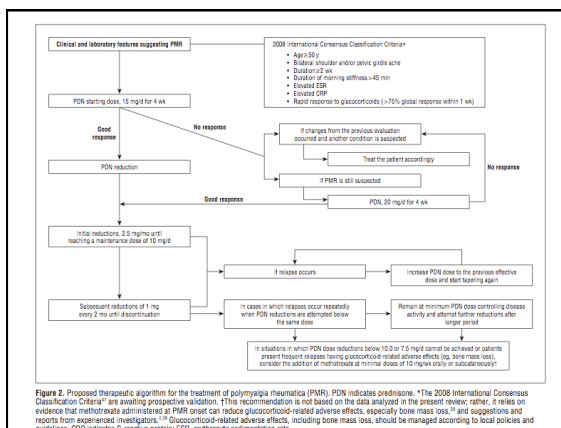 Clinical and laboratory features suggesting PMR
2008 International Consensus Classification Criteria*
• Age≥50 y
• Bilateral shoulder and/or pelvic girdle ache
• Duration≥2 wk
• Duration of morning stiffness>45 min
• Elevated ESR
• Elevated CRP
• Rapid response to glucocorticoids (>75% global response within 1 wk)
PDN starting dose, 15 mg/d for 4 wk
Good
response
No response
If changes from the previous evaluation
occurred and another condition is suspected
Treat the patient accordingly
No
response
PDN reduction
If PMR is still suspected
Good response
PDN, 20 mg/d for 4 wk
Initial reductions, 2.5 mg/mo until
reaching a maintenance dose of 10 mg/d
If relapse occurs
Increase PDN dose to the previous effective
dose and start tapering again
Subsequent reductions of 1 mg
every 2 mo until discontinuation
In cases in which relapses occur repeatedly
when PDN reductions are attempted below
the same dose
Remain at minimum PDN dose controlling disease
activity and attempt further reductions after
longer period
In situations in which PDN dose reductions below 10.0 or 7.5 mg/d cannot be achieved or patients
present frequent relapses having glucocorticoid-related adverse effects (eg, bone mass loss),
consider the addition of methotrexate at minimal doses of 10 mg/wk orally or subcutaneously†
Figure 2. Proposed therapeutic algorithm for the treatment of polymyalgia rheumatica (PMR). PDN indicates prednisone. *The 2008 International Consensus
Classification Criteria are awaiting prospective validation. †This recommendation is not based on the data analyzed in the present review; rather, it relies on
evidence that methotrexate administered at PMR onset can reduce glucocorticoid-related adverse effects, especially bone mass loss, and suggestions and
reports from experienced investigators. Glucocorticoid-related adverse effects, including bone mass loss, should be managed according to local policies and